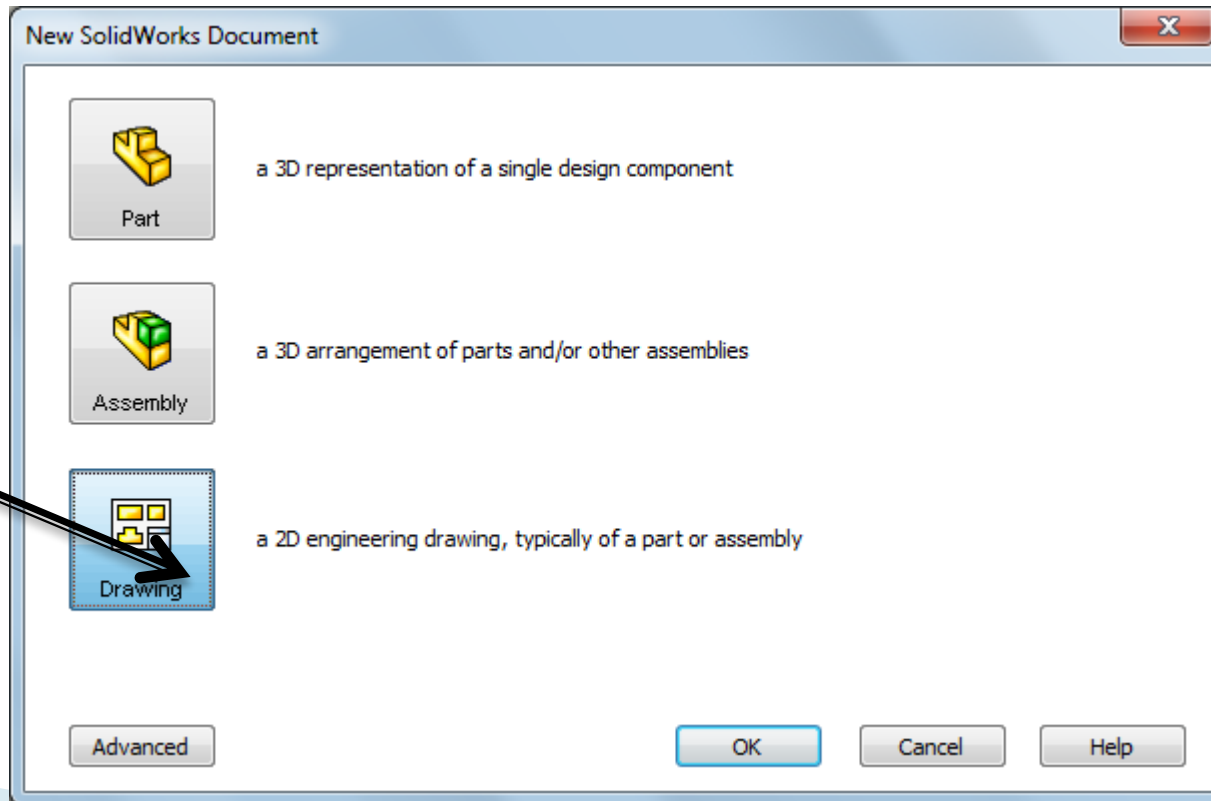 New SolidWorks Document
Part
a 3D representation of a single design component
Assembly
a 3D arrangement of parts and/or other assemblies
Drawing
a 2D engineering drawing, typically of a part or assembly
Advanced
OK
Cancel
Help